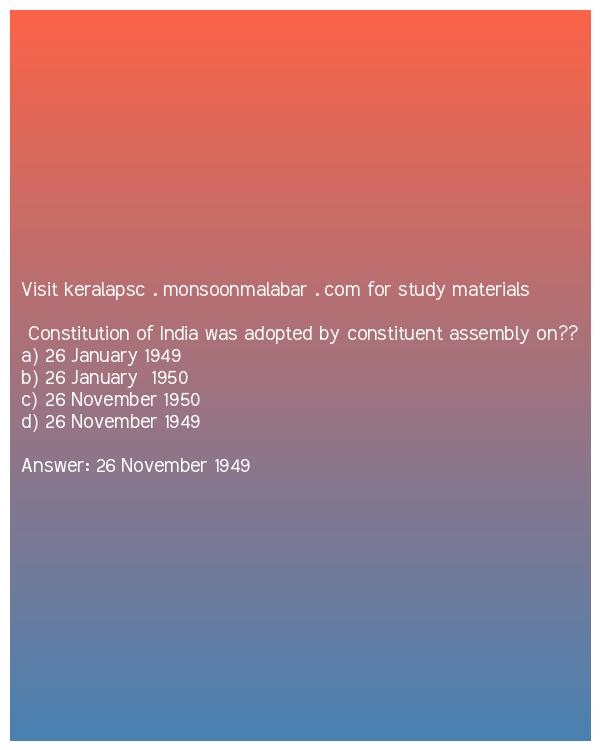 Visit keralapsc . monsoonmalabar . com for study materials
Constitution of India was adopted by constituent assembly on??
a) 26 January 1949
b) 26 January  1950
c) 26 November 1950
d) 26 November 1949
Answer: 26 November 1949